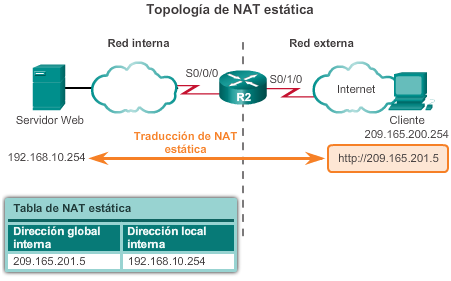 Topología de NAT estática
Red interna
Red externa
S0/0/0
S0/1/0
R2
Internet
Servidor Web
Cliente
209.165.200.254
Traducción de NAT
estática
192.168.10.254
http://209.165.201.5
Tabla de NAT estática
Dirección global
interna
Dirección local
interna
209.165.201.5
192.168.10.254